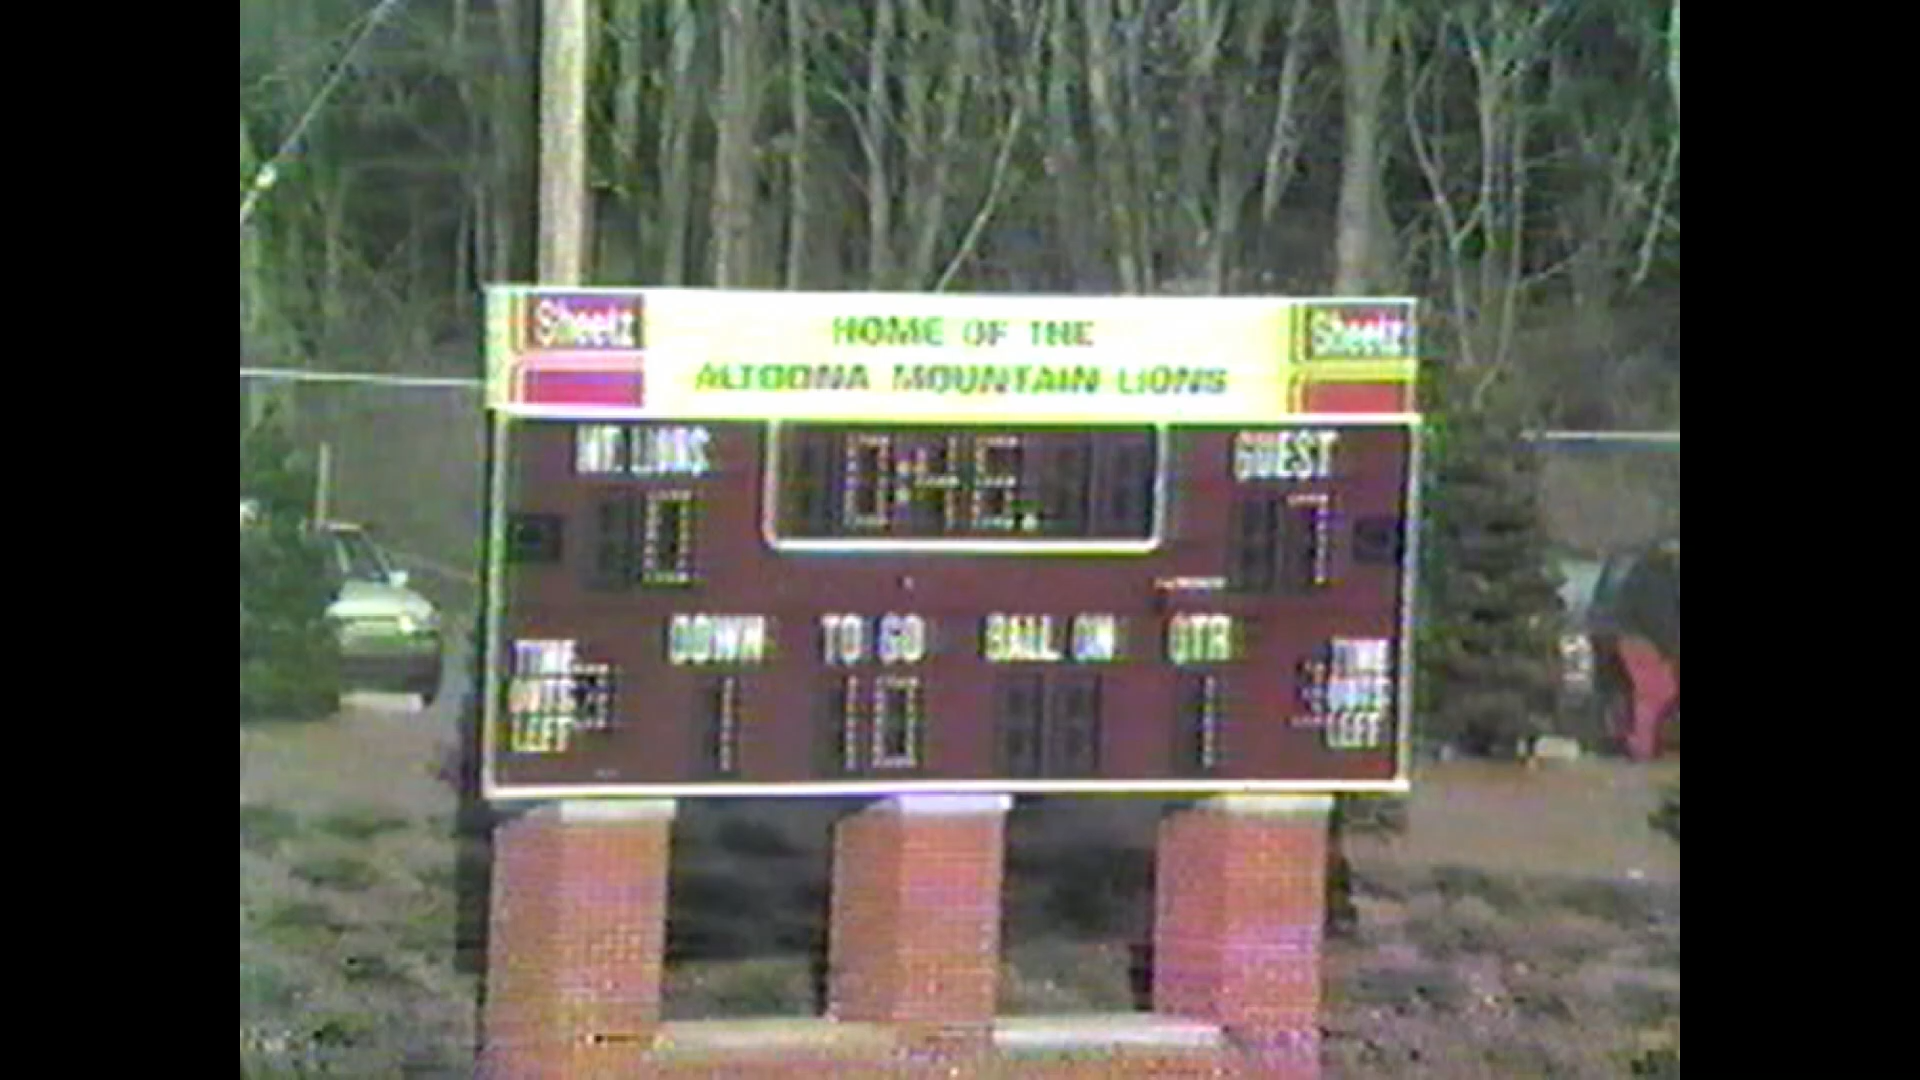 Sheetz HOME OF THE Sheetz
ALTOONA MOUNTAIN LIONS
MT. LIONS GUEST
0:46
0 7
DOWN TO GO BALL ON QTR
TIME OUTS LEFT
TIME OUTS LEFT
1 10 1